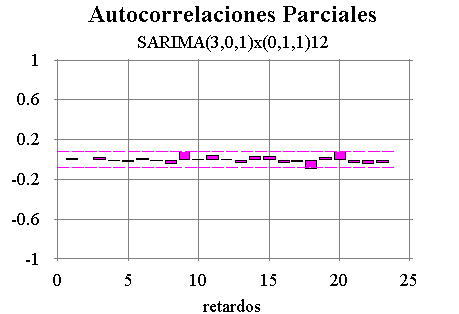 Autocorrelaciones Parciales
SARIMA(3,0,1)x(0,1,1)12
1
0.6
0.2
-0.2
-0.6
-1
0 5 10 15 20 25
retardos